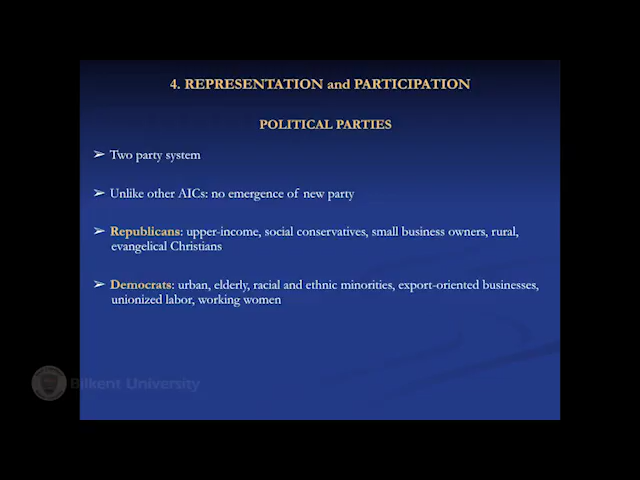 4. REPRESENTATION and PARTICIPATION
POLITICAL PARTIES
➢ Two party system
➢ Unlike other AICs: no emergence of new party
➢ Republicans: upper-income, social conservatives, small business owners, rural,
evangelical Christians
➢ Democrats: urban, elderly, racial and ethnic minorities, export-oriented businesses,
unionized labor, working women
Bilkent University